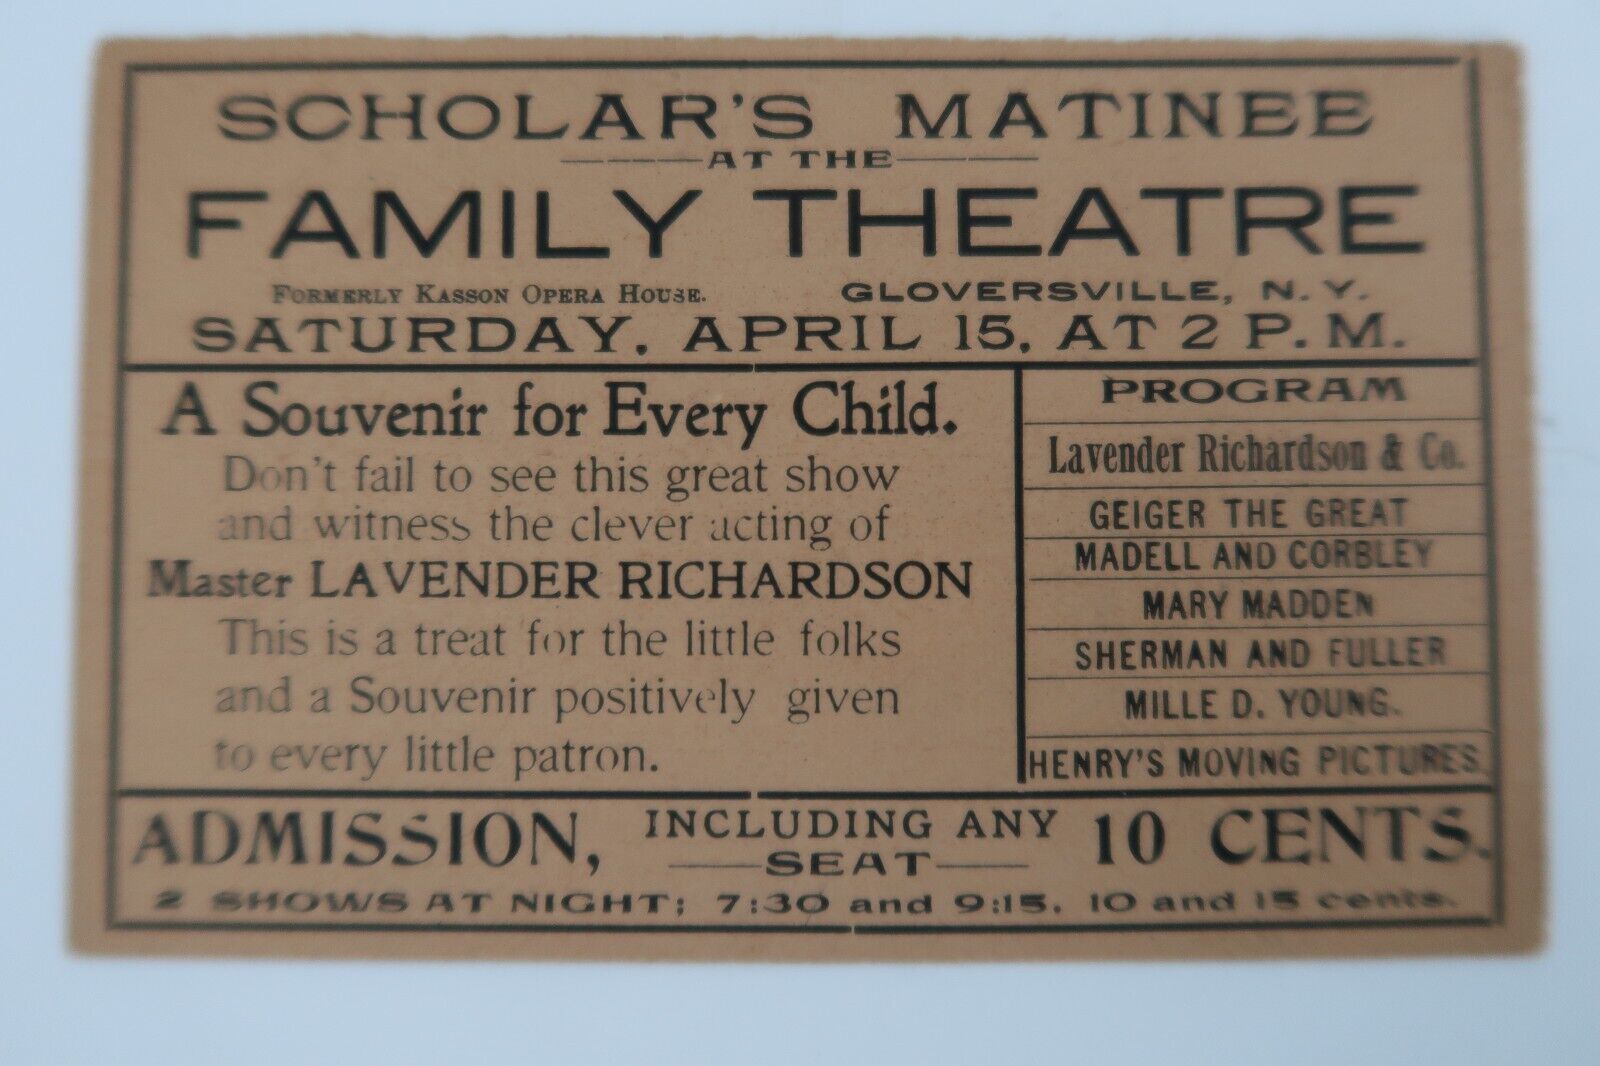 SCHOLAR'S MATINEE
AT THE
FAMILY THEATRE
FORMERLY KASSON OPERA HOUSE. GLOVERSVILLE, N. Y.
SATURDAY, APRIL 15, AT 2 P. M.
A Souvenir for Every Child.
Don't fail to see this great show
and witness the clever acting of
Master LAVENDER RICHARDSON
This is a treat for the little folks
and a Souvenir positively given
to every little patron.
PROGRAM
Lavender Richardson & Co.
GEIGER THE GREAT
MADELL AND CORBLEY
MARY MADDEN
SHERMAN AND FULLER
MILLE D. YOUNG.
HENRY'S MOVING PICTURES
ADMISSION, INCLUDING ANY SEAT 10 CENTS.
2 SHOWS AT NIGHT; 7:30 and 9:15. 10 and 15 cents.